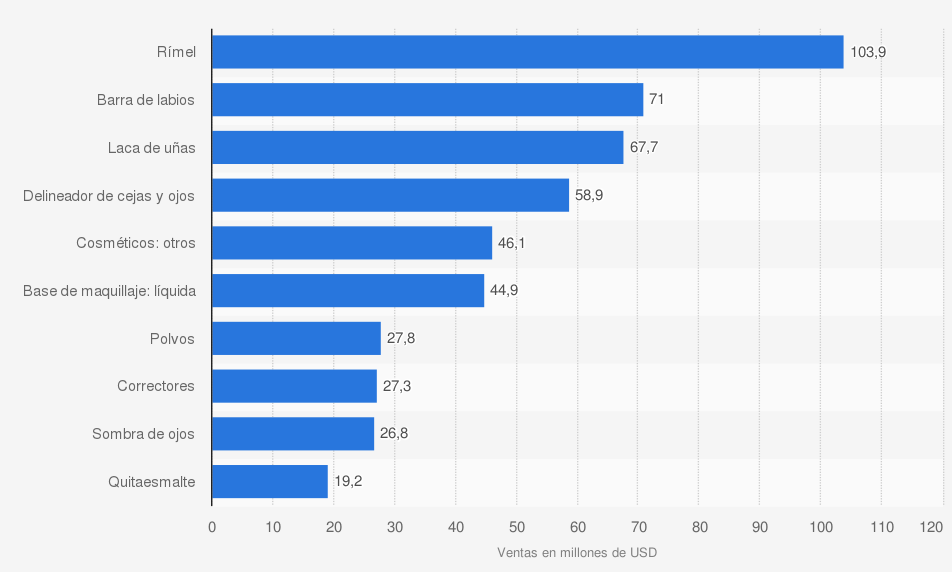 Rímel 103,9
Barra de labios 71
Laca de uñas 67,7
Delineador de cejas y ojos 58,9
Cosméticos: otros 46,1
Base de maquillaje: líquida 44,9
Polvos 27,8
Correctores 27,3
Sombra de ojos 26,8
Quitaesmalte 19,2
0 10 20 30 40 50 60 70 80 90 100 110 120
Ventas en millones de USD